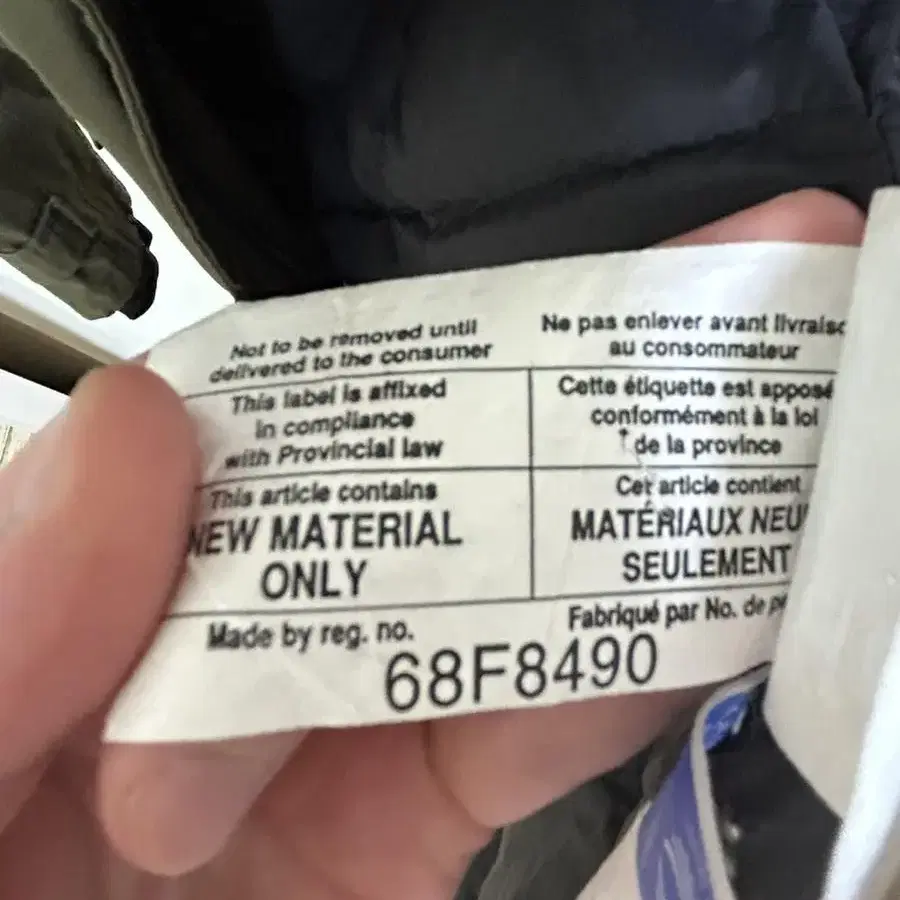 Not to be removed until
delivered to the consumer
Ne pas enlever avant
au consommateur
This label is affixed
in compliance
with Provincial law
Cette étiquette est apposé
conformément à la loi
de la province
This article contains
NEW MATERIAL
ONLY
Cet article contient
MATÉRIAUX
SEULEMENT
Made by reg. no.
Fabriqué par No. de
68F8490